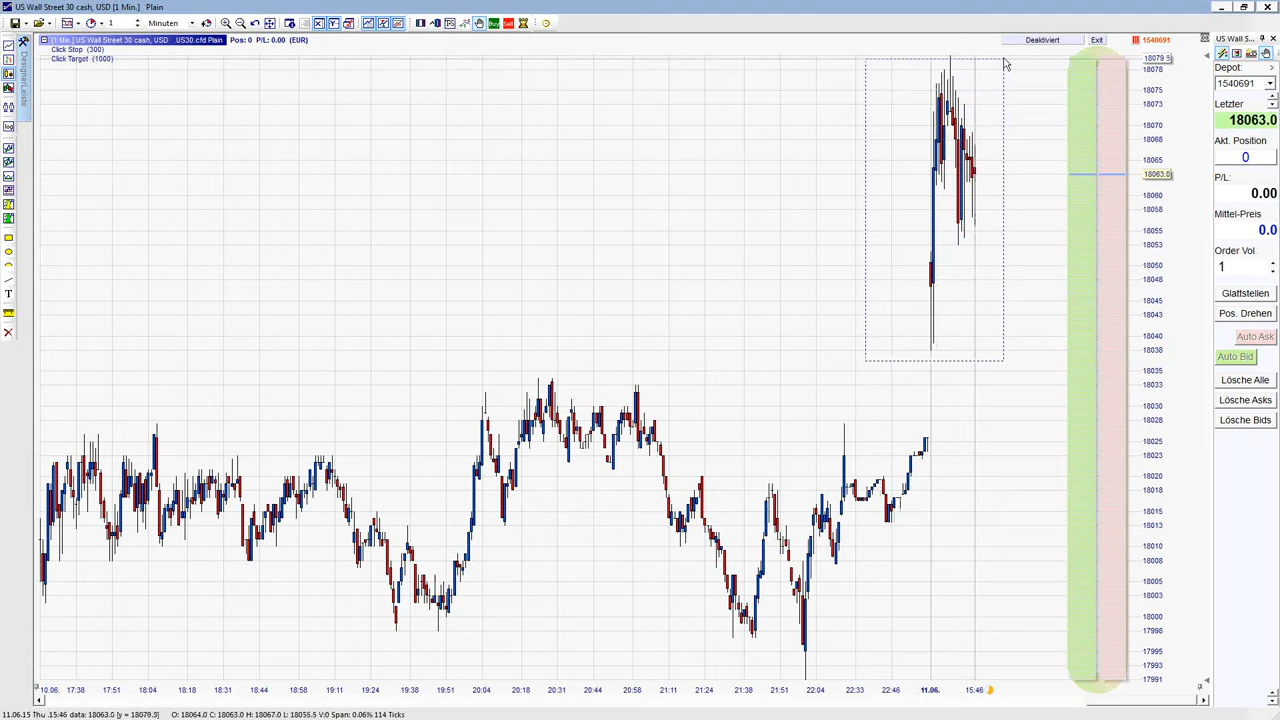 US Wall Street 30 cash, USD [1 Min.] Plain
1
Minuten
[1 Min.] US Wall Street 30 cash, USD .US30.cfd Plain
Pos: 0 P/L: 0.00 (EUR)
Click Stop (300)
Click Target (1000)
Deaktiviert
Exit
1540691
DesignerLeiste
18079.5
18078
18075
18073
18070
18068
18065
18063.0
18060
18058
18055
18053
18050
18048
18045
18043
18040
18038
18035
18033
18030
18028
18025
18023
18020
18018
18015
18013
18010
18008
18005
18003
18000
17998
17995
17993
17991
10.06.
17:38
17:51
18:04
18:18
18:31
18:44
18:57
19:11
19:24
19:38
19:51
20:04
20:18
20:31
20:44
20:58
21:11
21:24
21:38
21:51
22:04
22:33
22:46
11.06.
15:46
US Wall S...
Depot:
1540691
Letzter
18063.0
Akt. Position
0
P/L:
0.00
Mittel-Preis
0.0
Order Vol.
1
Glattstellen
Pos. Drehen
Auto Ask
Auto Bid
Lösche Alle
Lösche Asks
Lösche Bids
11.06.15 Thu .15:46 data: 18063.0 [y = 18079.3]
O: 18064.0 C: 18063.0 H: 18067.0 L: 18055.5 V/0 Span: 0.06% 114 Ticks